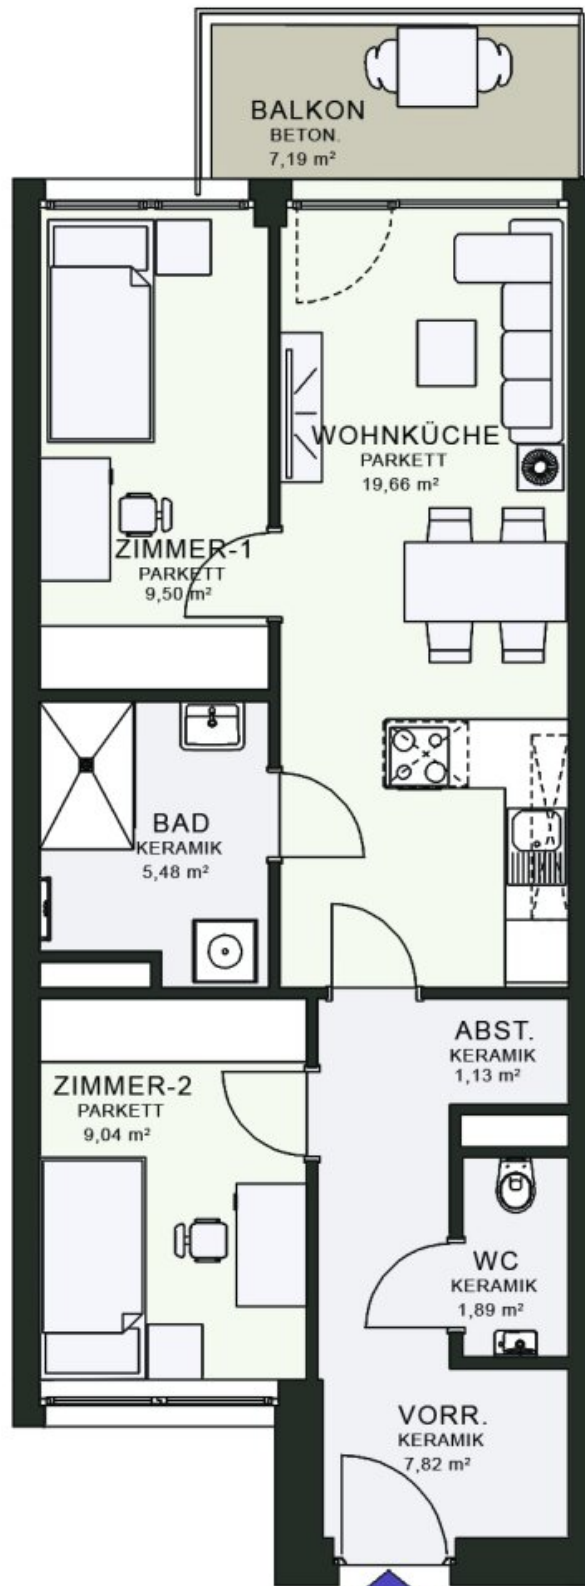 BALKON
BETON.
7,19 m²
WOHNKÜCHE
PARKETT
19,66 m²
ZIMMER-1
PARKETT
9,50 m²
BAD
KERAMIK
5,48 m²
ABST.
KERAMIK
1,13 m²
ZIMMER-2
PARKETT
9,04 m²
WC
KERAMIK
1,89 m²
VORR.
KERAMIK
7,82 m²